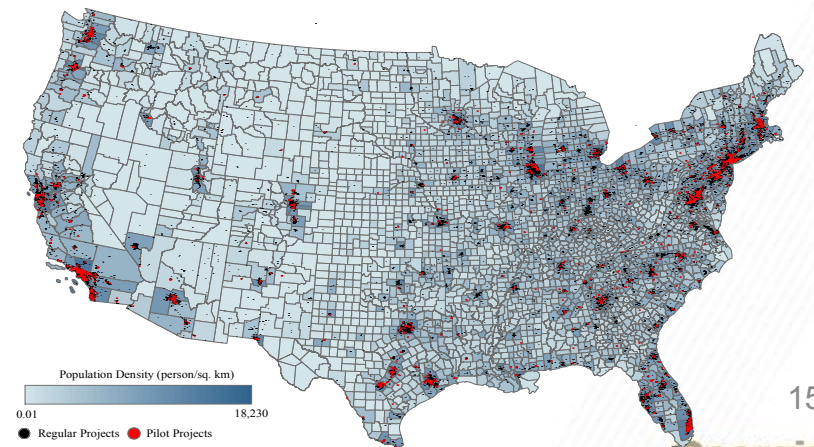 Population Density (person/sq. km)
0.01 18,230
Regular Projects Pilot Projects
15